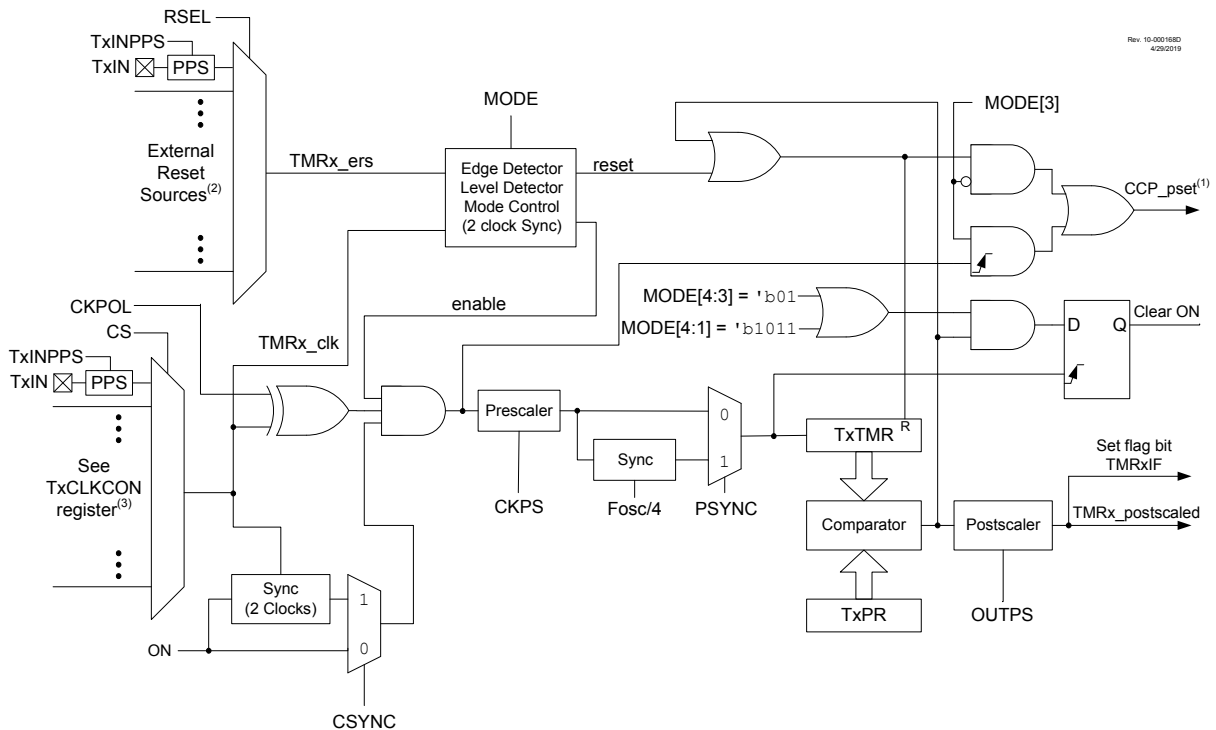 RSEL
TxINPPS
TxIN
PPS
Rev. 10-000168D
4/29/2019
External
Reset
Sources(2)
TMRx_ers
MODE
Edge Detector
Level Detector
Mode Control
(2 clock Sync)
reset
MODE[3]
CCP_pset(1)
enable
MODE[4:3] = 'b01
MODE[4:1] = 'b1011
D
Q
Clear ON
CKPOL
CS
TMRx_clk
TxINPPS
TxIN
PPS
See
TxCLKCON
register(3)
Prescaler
CKPS
Sync
Fosc/4
0
1
PSYNC
TxTMR
R
Comparator
TxPR
Postscaler
OUTPS
Set flag bit
TMRxIF
TMRx_postscaled
Sync
(2 Clocks)
1
0
ON
CSYNC